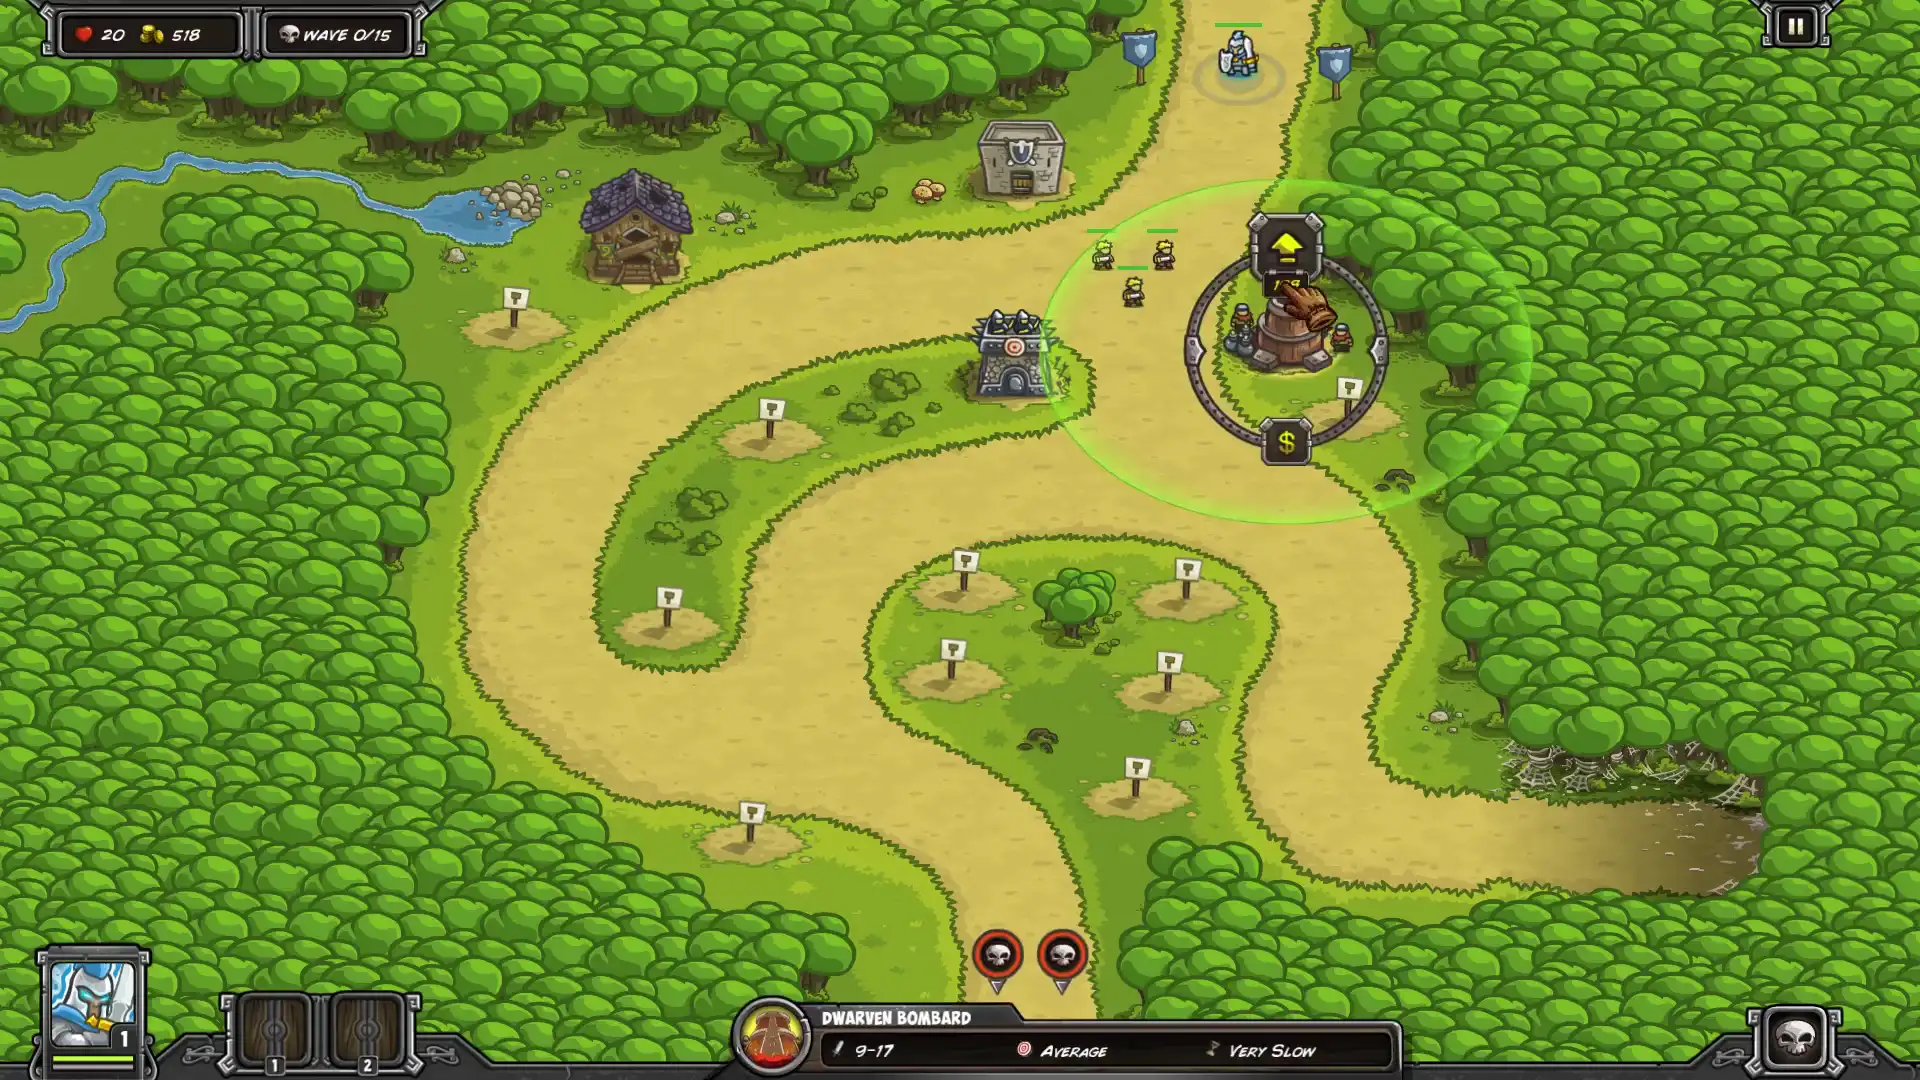 20 518 WAVE 0/15
$
1
1 2
DWARVEN BOMBARD
9-17 AVERAGE VERY SLOW